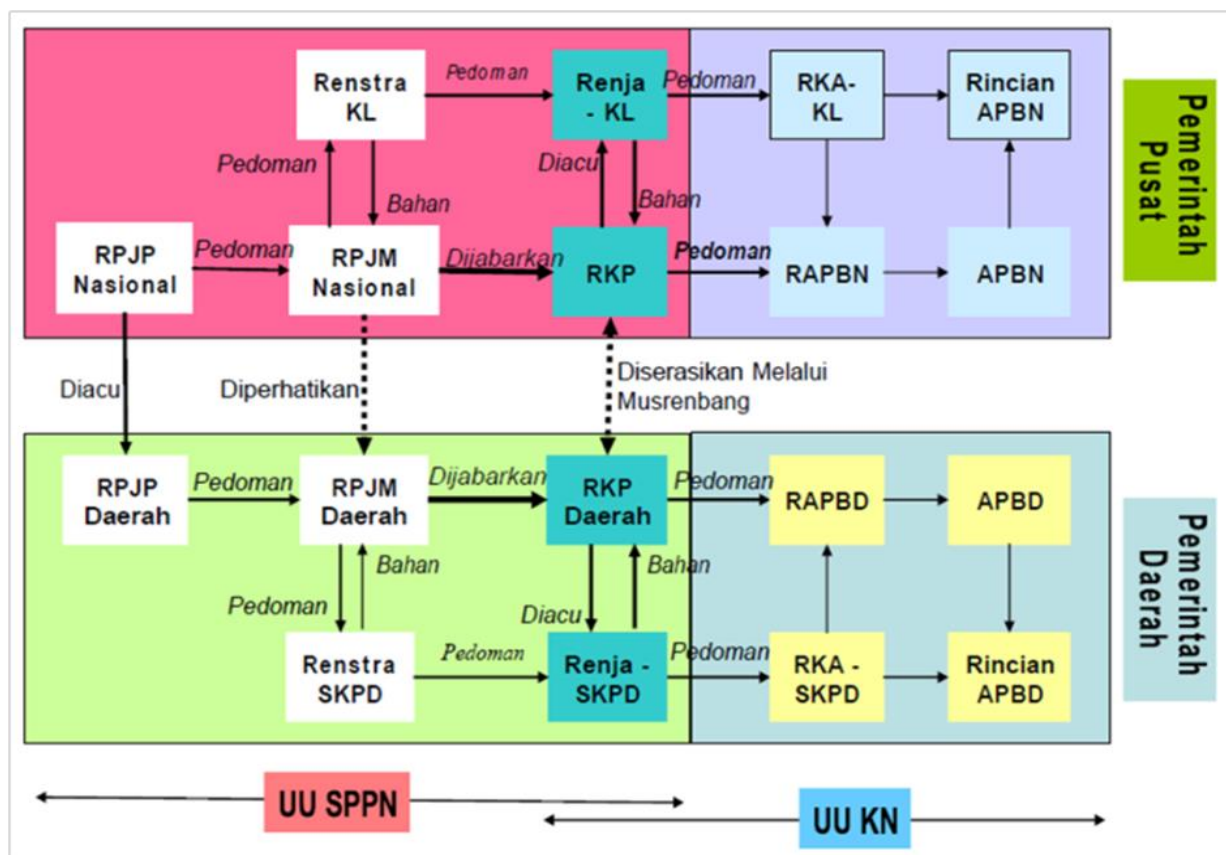 Renstra
KL
Pedoman
Renja
- KL
Pedoman
RKA-
KL
Rincian
APBN
Pedoman
Bahan
Diacu
Bahan
RPJP
Nasional
Pedoman
RPJM
Nasional
Dijabarkan
RKP
Pedoman
RAPBN
APBN
Pemerintah
Pusat
Diacu
Diperhatikan
Diserasikan Melalui
Musrenbang
RPJP
Daerah
Pedoman
RPJM
Daerah
Dijabarkan
RKP
Daerah
Pedoman
RAPBD
APBD
Pedoman
Bahan
Diacu
Bahan
Renstra
SKPD
Pedoman
Renja -
SKPD
Pedoman
RKA -
SKPD
Rincian
APBD
Pemerintah
Daerah
UU SPPN
UU KN